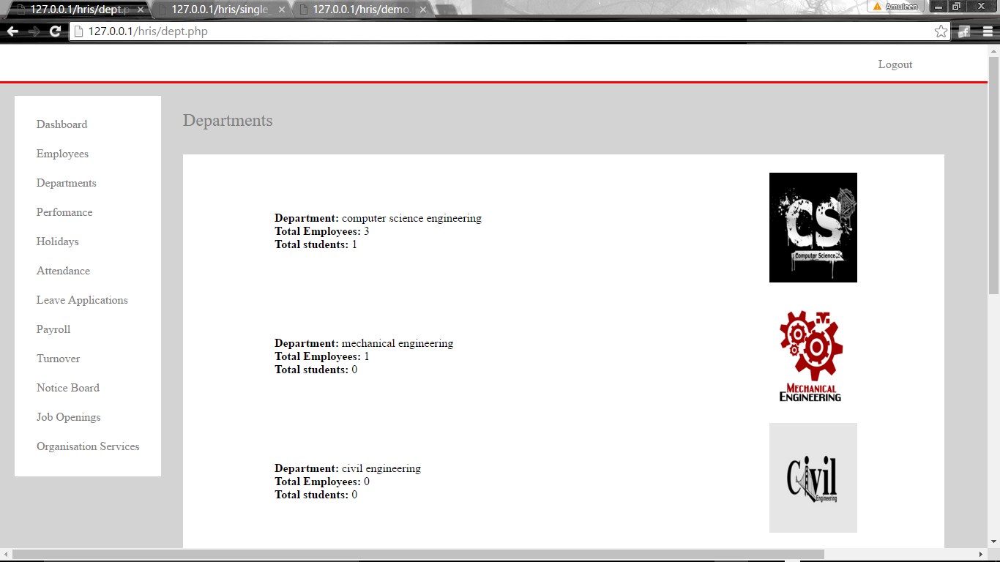 127.0.0.1/hris/dept.p
127.0.0.1/hris/single_
127.0.0.1/hris/demo.
Amuleen
127.0.0.1/hris/dept.php
Logout
Dashboard
Employees
Departments
Perfomance
Holidays
Attendance
Leave Applications
Payroll
Turnover
Notice Board
Job Openings
Organisation Services
Departments
Department: computer science engineering
Total Employees: 3
Total students: 1
CS
Computer Science
Department: mechanical engineering
Total Employees: 1
Total students: 0
MECHANICAL
ENGINEERING
Department: civil engineering
Total Employees: 0
Total students: 0
Civil
Engineering